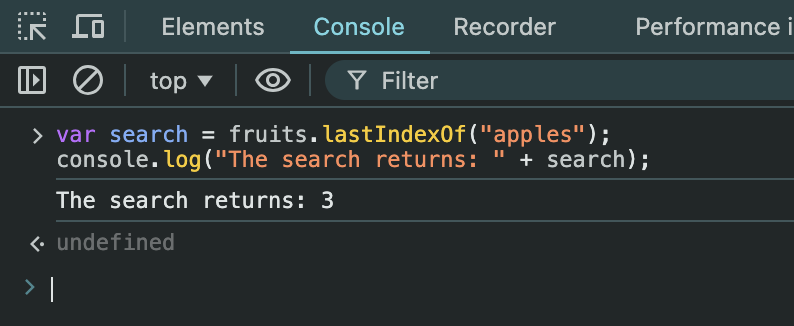 Elements Console Recorder Performance i
top ▼ Filter
> var search = fruits.lastIndexOf("apples");
console.log("The search returns: " + search);
The search returns: 3
undefined
>